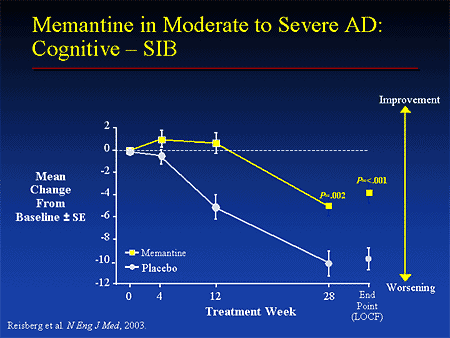 Memantine in Moderate to Severe AD:
Cognitive – SIB
Improvement
2
0
-2
-4
-6
-8
-10
-12
Mean
Change
From
Baseline ± SE
P=.002
P=<.001
Memantine
Placebo
0
4
12
28
End
Point
(LOCF)
Treatment Week
Worsening
Reisberg et al. N Eng J Med, 2003.